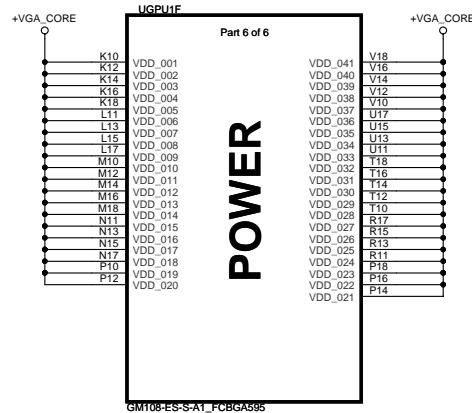 UGPU1F
+VGA_CORE
+VGA_CORE
Part 6 of 6
K10 VDD_001 VDD_041 V18
K12 VDD_002 VDD_040 V16
K14 VDD_003 VDD_039 V14
K16 VDD_004 VDD_038 V12
K18 VDD_005 VDD_037 V10
L11 VDD_006 VDD_036 U17
L13 VDD_007 VDD_035 U15
L15 VDD_008 VDD_034 U13
L17 VDD_009 VDD_033 U11
M10 VDD_010 VDD_032 T18
M12 VDD_011 VDD_031 T16
M14 VDD_012 VDD_030 T14
M16 VDD_013 VDD_029 T12
M18 VDD_014 VDD_028 T10
N11 VDD_015 VDD_027 R17
N13 VDD_016 VDD_026 R15
N15 VDD_017 VDD_025 R13
N17 VDD_018 VDD_024 R11
P10 VDD_019 VDD_023 P18
P12 VDD_020 VDD_022 P16
VDD_021 P14
POWER
GM108-ES-S-A1_FCBGA595